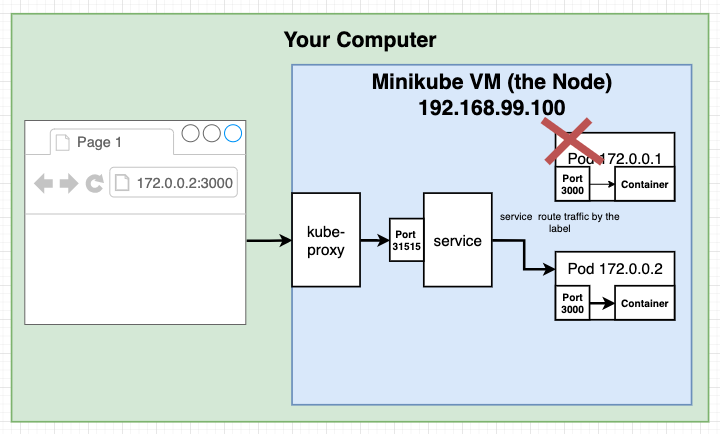 Your Computer
Minikube VM (the Node)
192.168.99.100
Page 1
172.0.0.2:3000
kube-
proxy
Port
31515
service
service route traffic by the
label
Pod 172.0.0.1
Port
3000
Container
Pod 172.0.0.2
Port
3000
Container